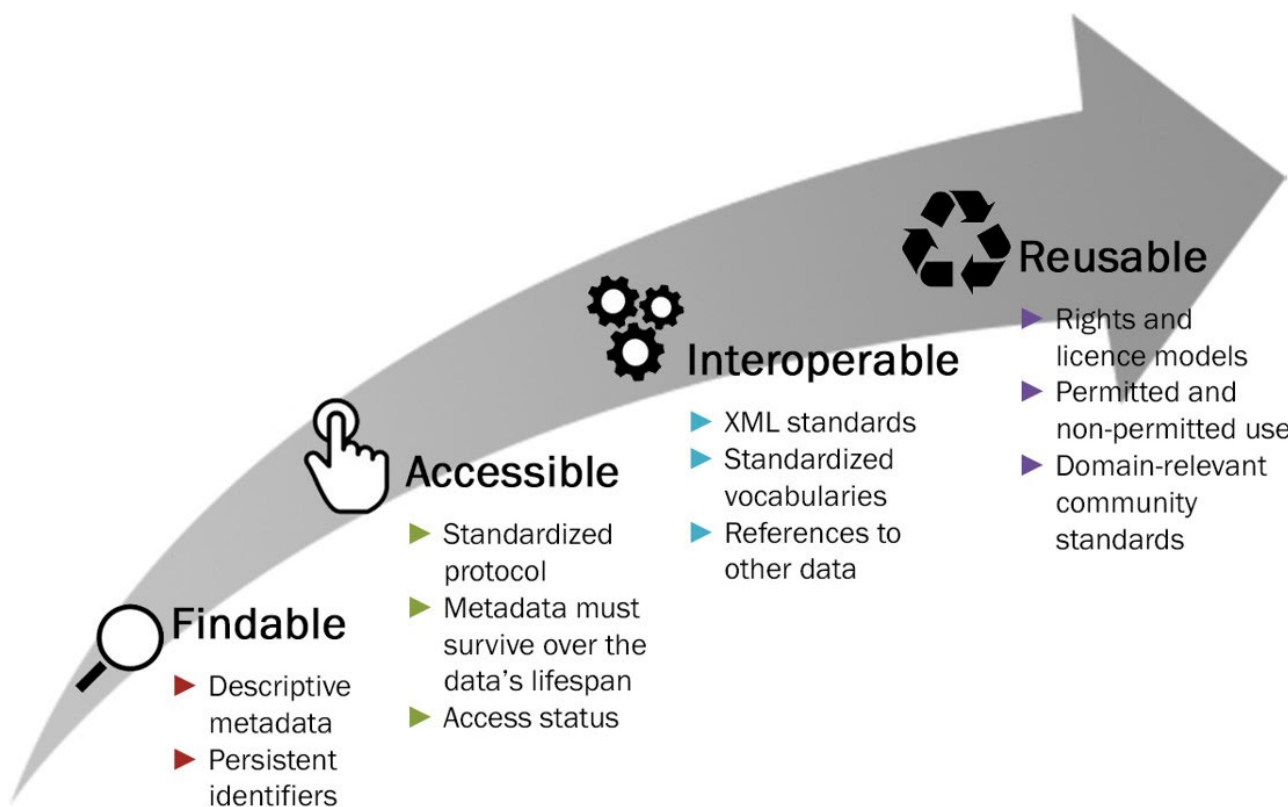 Findable
Descriptive
metadata
Persistent
identifiers
Accessible
Standardized
protocol
Metadata must
survive over the
data's lifespan
Access status
Interoperable
XML standards
Standardized
vocabularies
References to
other data
Reusable
Rights and
licence models
Permitted and
non-permitted use
Domain-relevant
community
standards